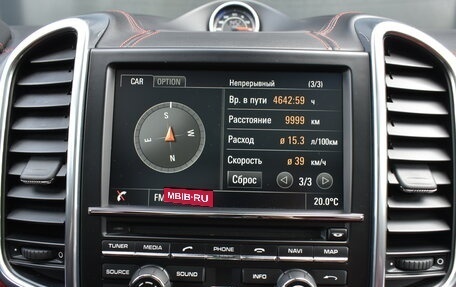 CAR OPTION Непрерывный (3/3)
Вр. в пути 4642:59 ч
Расстояние 9999 км
Расход ø 15.3 л/100км
Скорость ø 39 км/ч
Сброс 3/3
S
E W
N
FM MBIB-RU 20.0°C
TUNER MEDIA PHONE NAVI MAP
SOURCE SOUND INFO